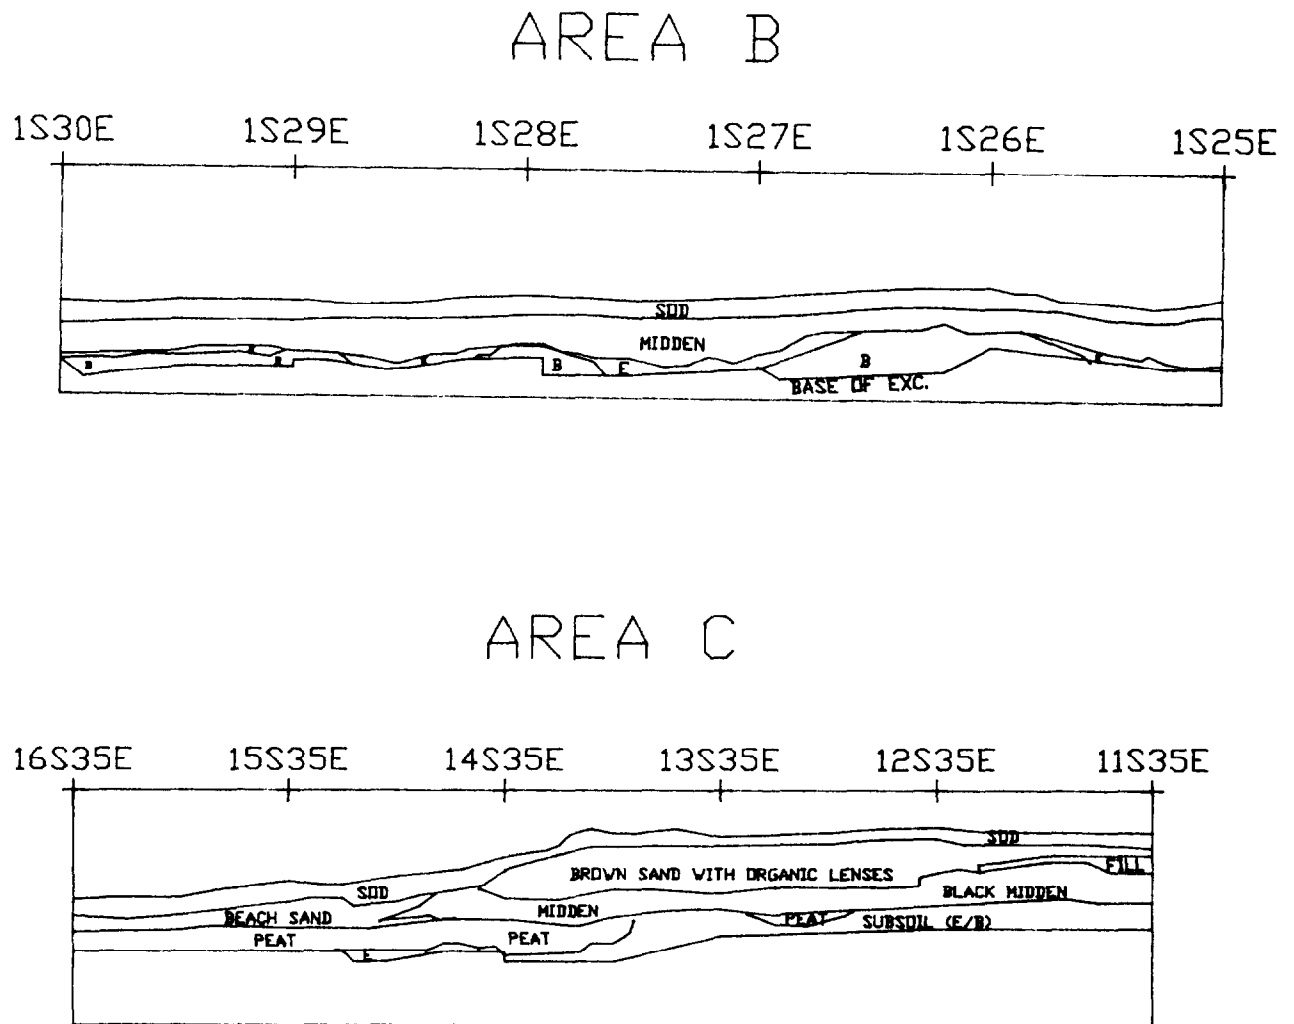 AREA B
1S30E 1S29E 1S28E 1S27E 1S26E 1S25E
SOD
MIDDEN
B E B E E
B E B
BASE OF EXC.
AREA C
16S35E 15S35E 14S35E 13S35E 12S35E 11S35E
SOD
BROWN SAND WITH ORGANIC LENSES FILL
SOD BLACK MIDDEN
BEACH SAND MIDDEN PEAT SUBSOIL (E/B)
PEAT PEAT
E